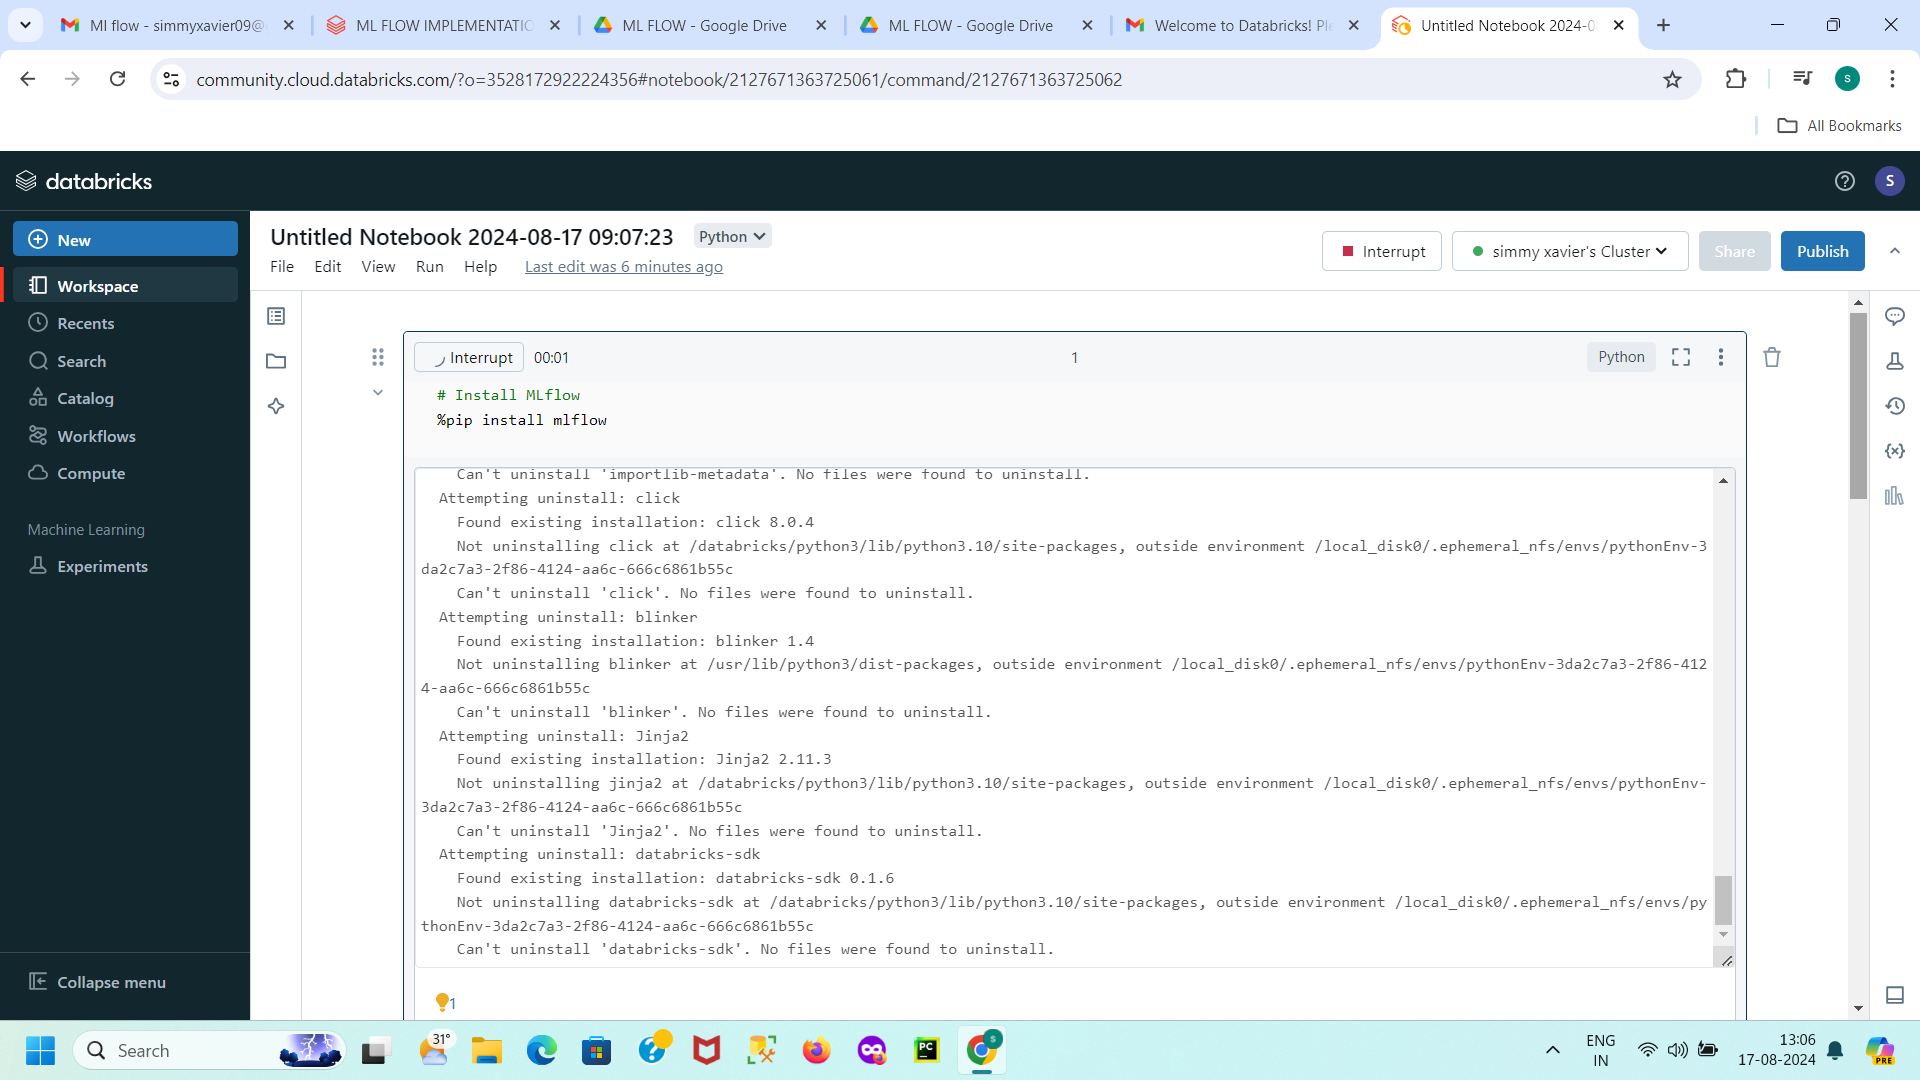 Ml flow - simmyxavier09@
ML FLOW IMPLEMENTATIO
ML FLOW - Google Drive
ML FLOW - Google Drive
Welcome to Databricks! Ple
Untitled Notebook 2024-0
community.cloud.databricks.com/?o=3528172922224356#notebook/2127671363725061/command/2127671363725062
S
All Bookmarks
databricks
S
New
Workspace
Recents
Search
Catalog
Workflows
Compute
Machine Learning
Experiments
Collapse menu
Untitled Notebook 2024-08-17 09:07:23
Python
File Edit View Run Help Last edit was 6 minutes ago
Interrupt
simmy xavier's Cluster
Share
Publish
Interrupt 00:01
1
Python
# Install MLflow
%pip install mlflow
Can't uninstall 'importlib-metadata'. No files were found to uninstall.
Attempting uninstall: click
Found existing installation: click 8.0.4
Not uninstalling click at /databricks/python3/lib/python3.10/site-packages, outside environment /local_disk0/.ephemeral_nfs/envs/pythonEnv-3
da2c7a3-2f86-4124-aa6c-666c6861b55c
Can't uninstall 'click'. No files were found to uninstall.
Attempting uninstall: blinker
Found existing installation: blinker 1.4
Not uninstalling blinker at /usr/lib/python3/dist-packages, outside environment /local_disk0/.ephemeral_nfs/envs/pythonEnv-3da2c7a3-2f86-412
4-aa6c-666c6861b55c
Can't uninstall 'blinker'. No files were found to uninstall.
Attempting uninstall: Jinja2
Found existing installation: Jinja2 2.11.3
Not uninstalling jinja2 at /databricks/python3/lib/python3.10/site-packages, outside environment /local_disk0/.ephemeral_nfs/envs/pythonEnv-
3da2c7a3-2f86-4124-aa6c-666c6861b55c
Can't uninstall 'Jinja2'. No files were found to uninstall.
Attempting uninstall: databricks-sdk
Found existing installation: databricks-sdk 0.1.6
Not uninstalling databricks-sdk at /databricks/python3/lib/python3.10/site-packages, outside environment /local_disk0/.ephemeral_nfs/envs/py
thonEnv-3da2c7a3-2f86-4124-aa6c-666c6861b55c
Can't uninstall 'databricks-sdk'. No files were found to uninstall.
1
Search
31°
PC
S
ENG
IN
13:06
17-08-2024
PRE